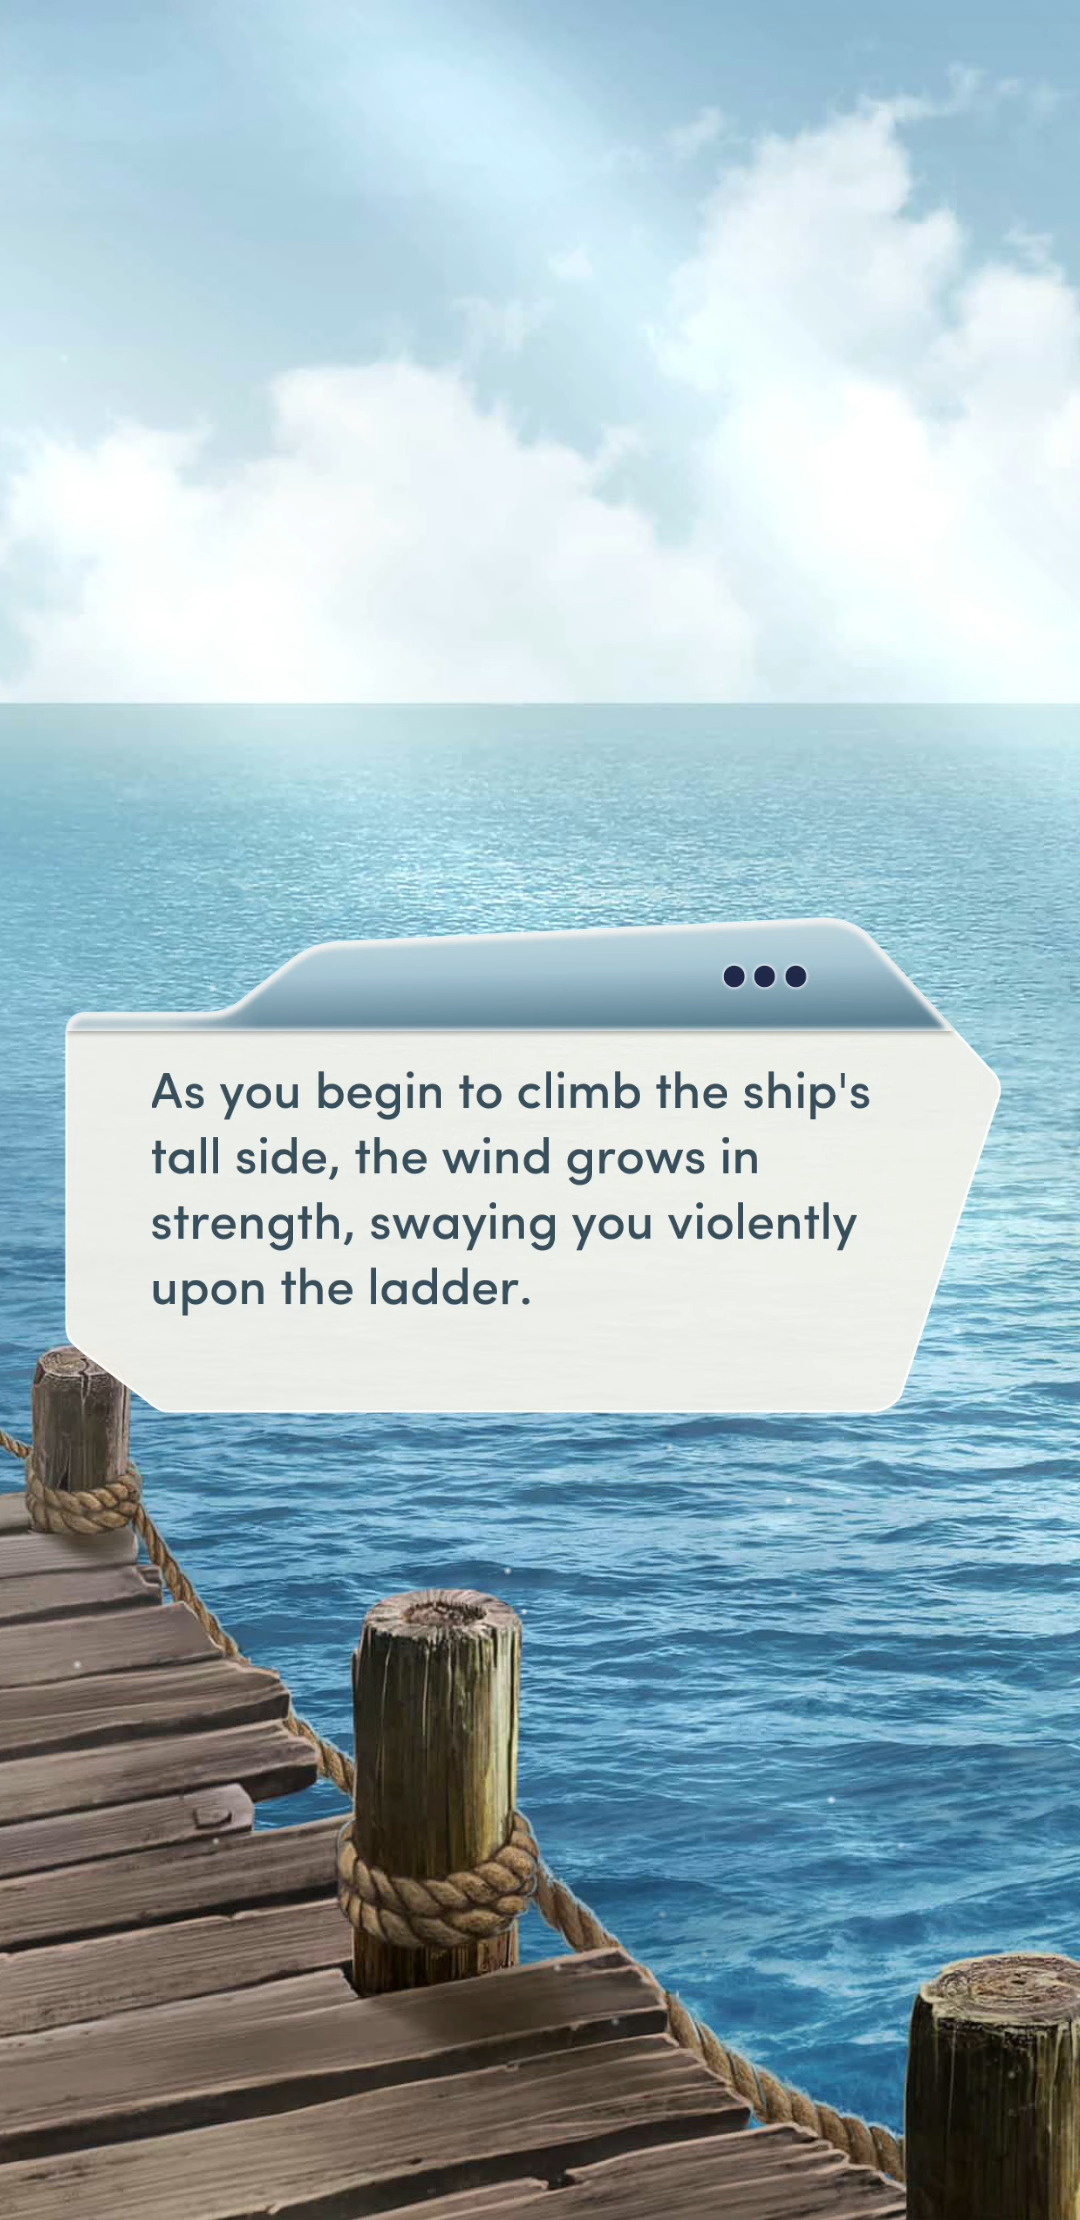 As you begin to climb the ship's
tall side, the wind grows in
strength, swaying you violently
upon the ladder.